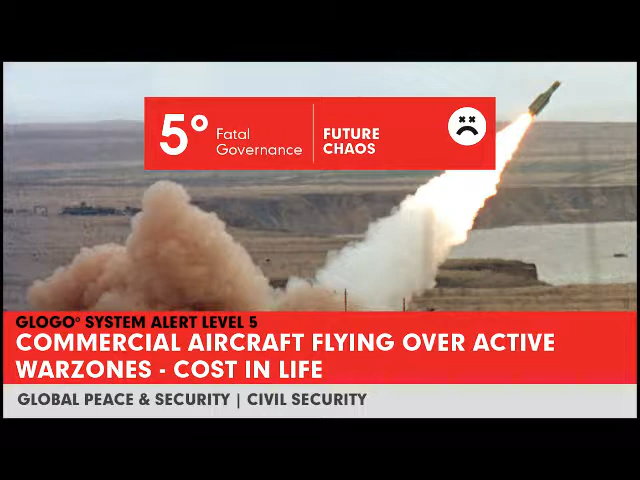 5° Fatal Governance
FUTURE CHAOS
GLOGO° SYSTEM ALERT LEVEL 5
COMMERCIAL AIRCRAFT FLYING OVER ACTIVE
WARZONES - COST IN LIFE
GLOBAL PEACE & SECURITY | CIVIL SECURITY